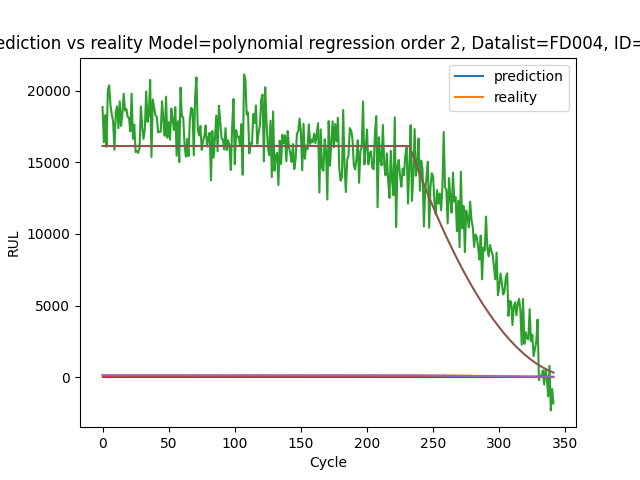 ediction vs reality Model=polynomial regression order 2, Datalist=FD004, ID=
prediction
reality
20000
15000
10000
5000
0
RUL
0 50 100 150 200 250 300 350
Cycle